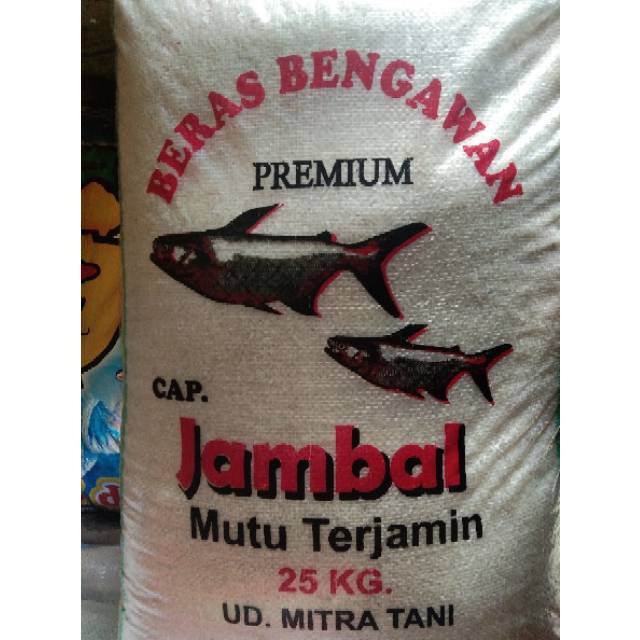 BERAS BENGAWAN
PREMIUM
CAP.
Jambal
Mutu Terjamin
25 KG.
UD. MITRA TANI